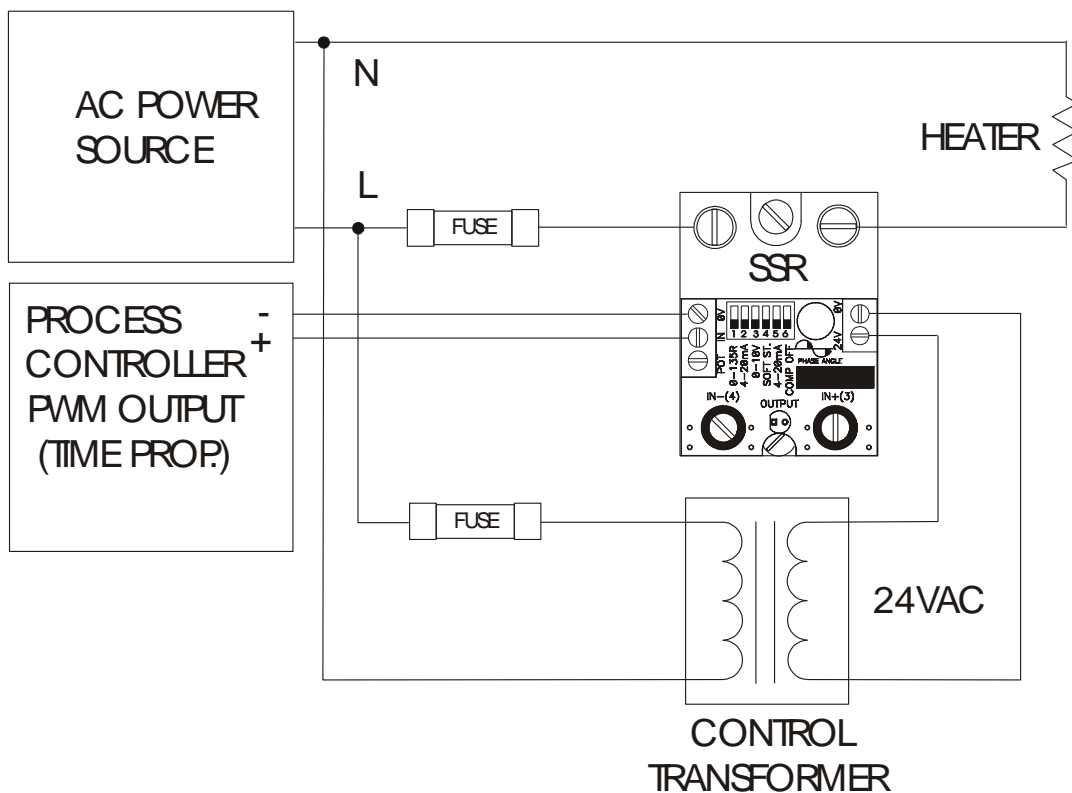 AC POWER
SOURCE
N
L
HEATER
FUSE
SSR
PROCESS -
CONTROLLER +
PWM OUTPUT
(TIME PROP.)
0V
IN
POT
1 2 3 4 5 6
0-135R
4-20mA
0-10V
SOFT ST.
4-20mA
COMP OFF
0V
24V
PHASE ANGLE
IN-(4)
OUTPUT
IN+(3)
FUSE
24VAC
CONTROL
TRANSFORMER